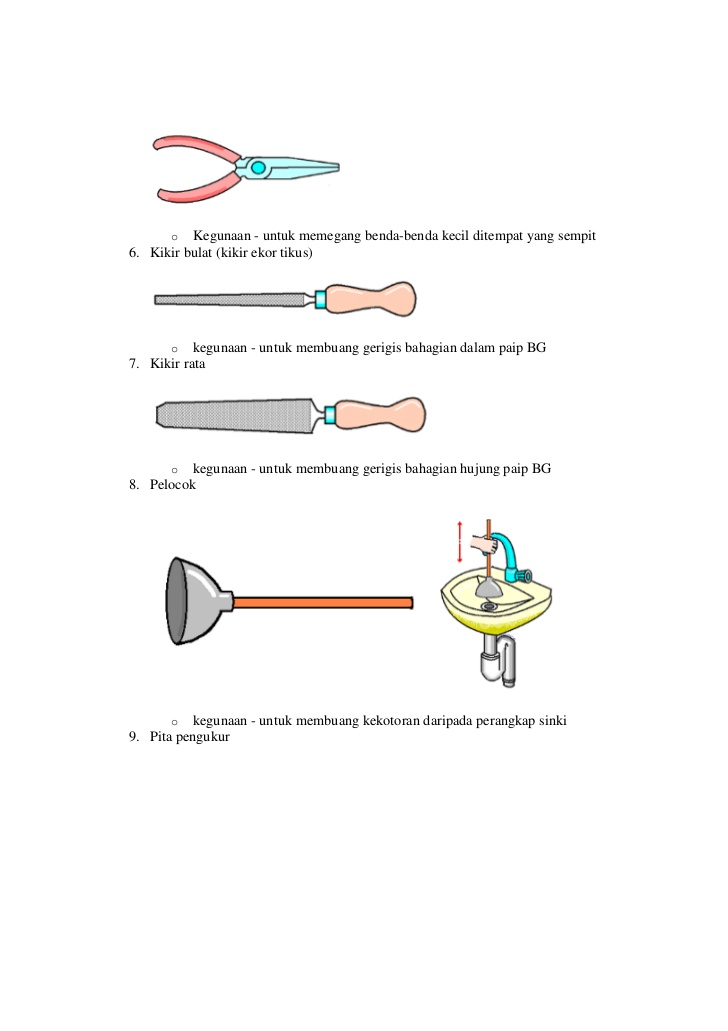 o Kegunaan - untuk memegang benda-benda kecil ditempat yang sempit
6. Kikir bulat (kikir ekor tikus)
o kegunaan - untuk membuang gerigis bahagian dalam paip BG
7. Kikir rata
o kegunaan - untuk membuang gerigis bahagian hujung paip BG
8. Pelocok
o kegunaan - untuk membuang kekotoran daripada perangkap sinki
9. Pita pengukur